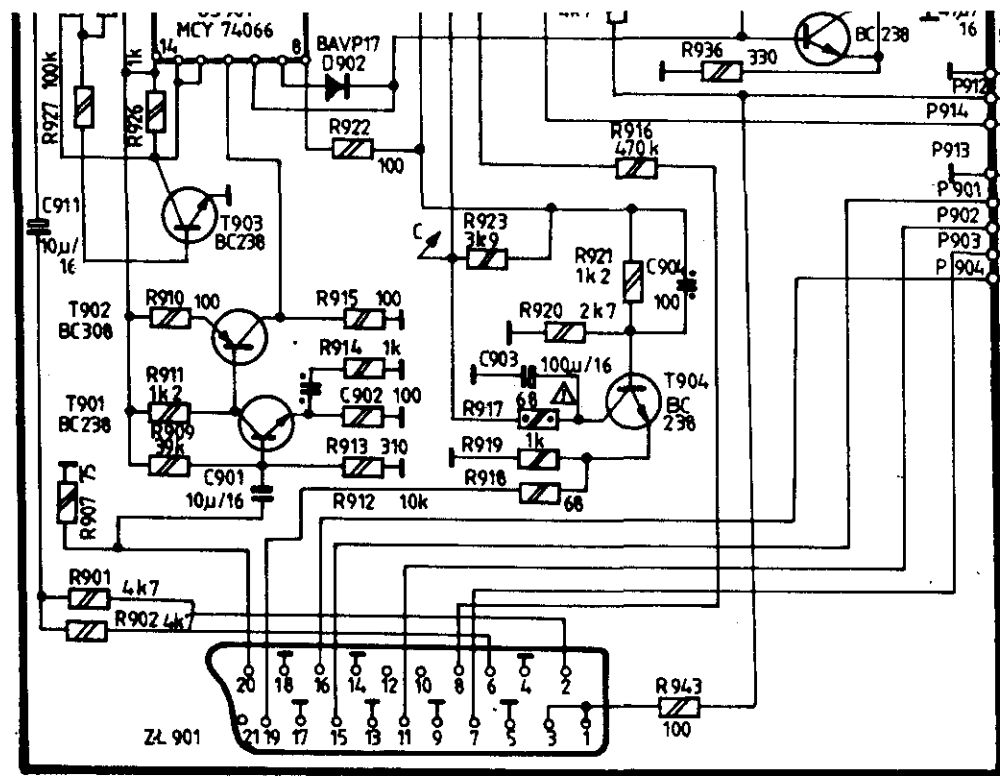 MCY 74066
14
8
BAVP17
D902
1k
100k
R927
R926
R922
100
BC 238
R936
330
16
P912
P914
R916
470k
P913
P 901
P902
P903
P 904
C911
10µ/
16
T903
BC238
C
R923
3k9
R921
1k2
C904
100
R920
2k7
T902
BC308
R910
100
R915
100
R914
1k
C903
100µ/16
T904
BC
238
T901
BC238
R911
1k2
C902
100
R917
68
R909
39k
R913
310
R919
1k
C901
10µ/16
R918
68
R912
10k
75
R907
R901
4k7
R902
4k7
20
18
16
14
12
10
8
6
4
2
R943
100
ZŁ 901
21
19
17
15
13
11
9
7
5
3
1